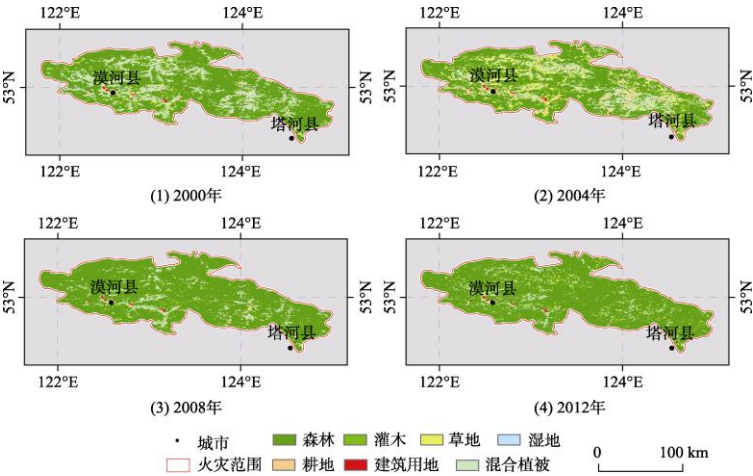 122°E 124°E 122°E 124°E
53°N 漠河县 塔河县 53°N 53°N 漠河县 塔河县 53°N
122°E 124°E 122°E 124°E
(1) 2000年 (2) 2004年
122°E 124°E 122°E 124°E
53°N 漠河县 塔河县 53°N 53°N 漠河县 塔河县 53°N
122°E 124°E 122°E 124°E
(3) 2008年 (4) 2012年
城市 森林 灌木 草地 湿地 0 100 km
火灾范围 耕地 建筑用地 混合植被